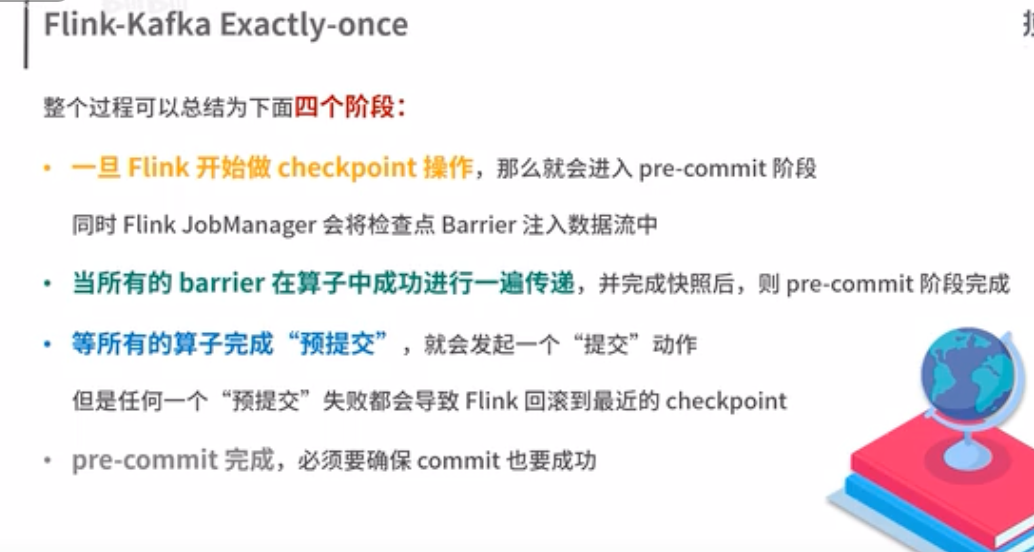 Flink-Kafka Exactly-once
整个过程可以总结为下面四个阶段：
• 一旦 Flink 开始做 checkpoint 操作，那么就会进入 pre-commit 阶段
同时 Flink JobManager 会将检查点 Barrier 注入数据流中
• 当所有的 barrier 在算子中成功进行一遍传递，并完成快照后，则 pre-commit 阶段完成
• 等所有的算子完成“预提交”，就会发起一个“提交”动作
但是任何一个“预提交”失败都会导致 Flink 回滚到最近的 checkpoint
• pre-commit 完成，必须要确保 commit 也要成功